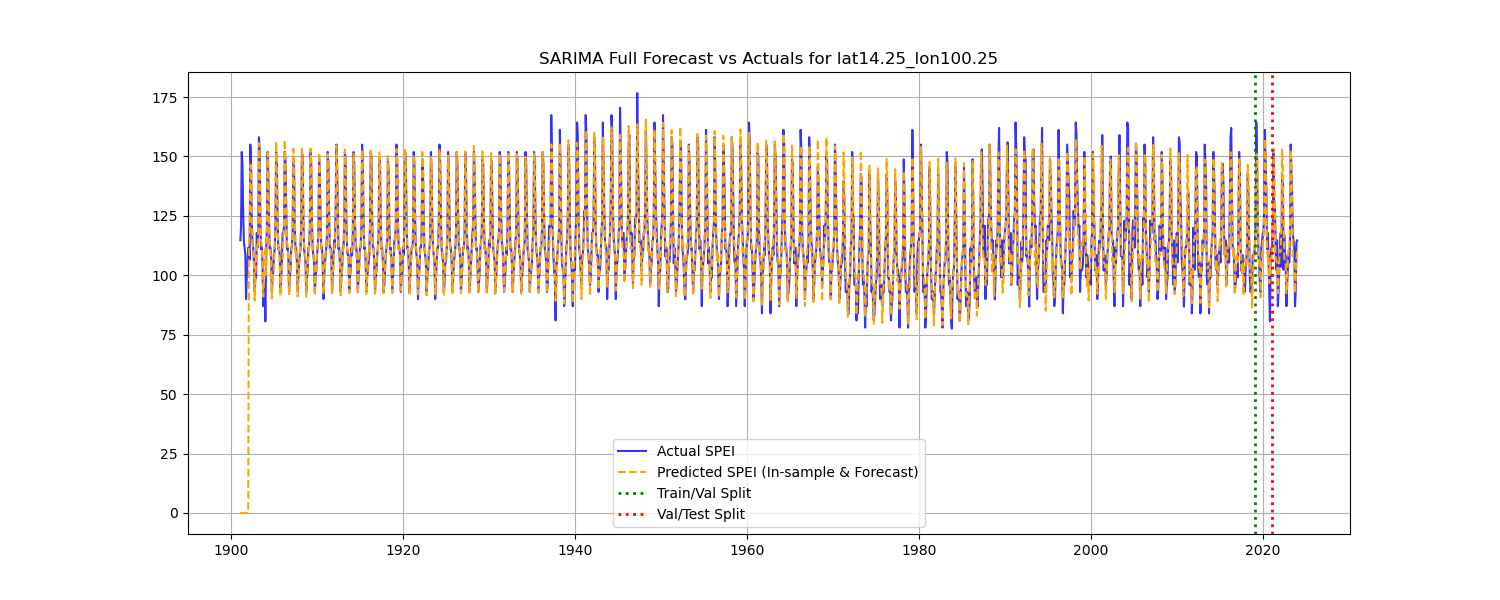 SARIMA Full Forecast vs Actuals for lat14.25_lon100.25
175
150
125
100
75
50
25
0
Actual SPEI
Predicted SPEI (In-sample & Forecast)
Train/Val Split
Val/Test Split
1900 1920 1940 1960 1980 2000 2020